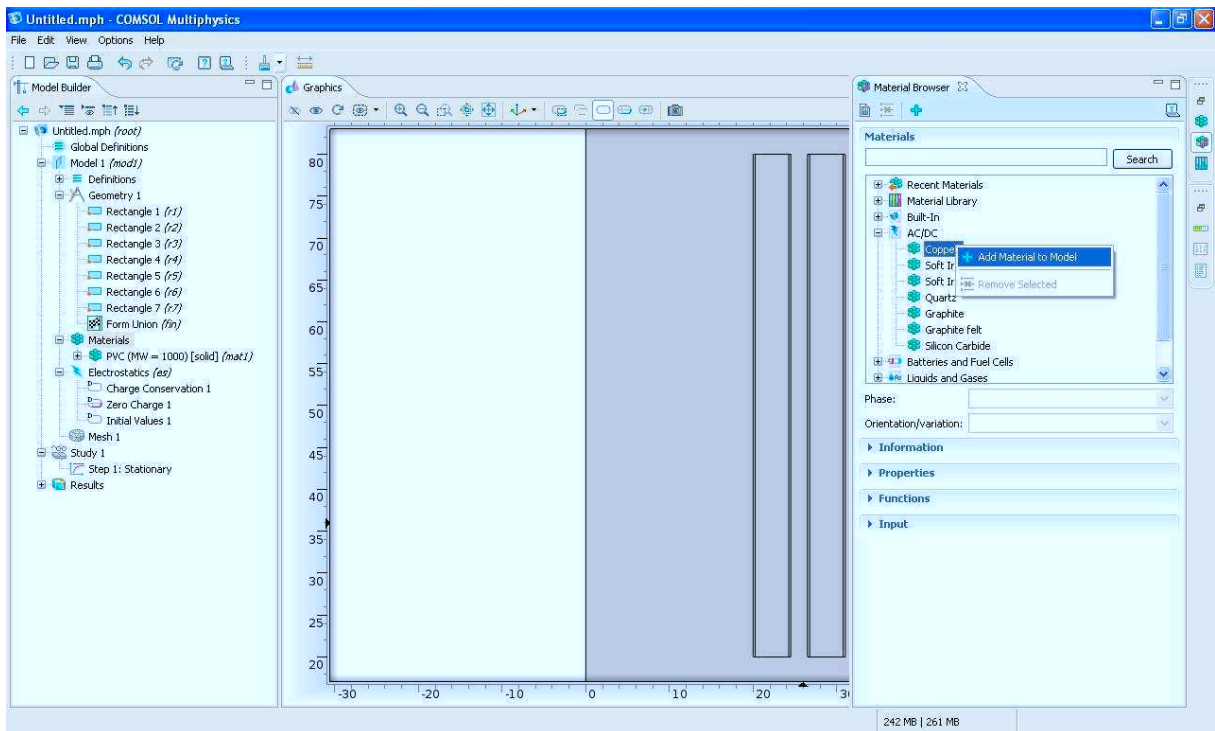 Untitled.mph - COMSOL Multiphysics
File Edit View Options Help
Model Builder
Untitled.mph (root)
Global Definitions
Model 1 (mod1)
Definitions
Geometry 1
Rectangle 1 (r1)
Rectangle 2 (r2)
Rectangle 3 (r3)
Rectangle 4 (r4)
Rectangle 5 (r5)
Rectangle 6 (r6)
Rectangle 7 (r7)
Form Union (fin)
Materials
PVC (MW = 1000) [solid] (mat1)
Electrostatics (es)
Charge Conservation 1
Zero Charge 1
Initial Values 1
Mesh 1
Study 1
Step 1: Stationary
Results
Graphics
80
75
70
65
60
55
50
45
40
35
30
25
20
-30 -20 -10 0 10 20
Material Browser
Materials
Search
Recent Materials
Material Library
Built-In
AC/DC
Coppe
Add Material to Model
Soft Ir
Soft Ir
Remove Selected
Quartz
Graphite
Graphite felt
Silicon Carbide
Batteries and Fuel Cells
Liquids and Gases
Phase:
Orientation/variation:
Information
Properties
Functions
Input
242 MB | 261 MB